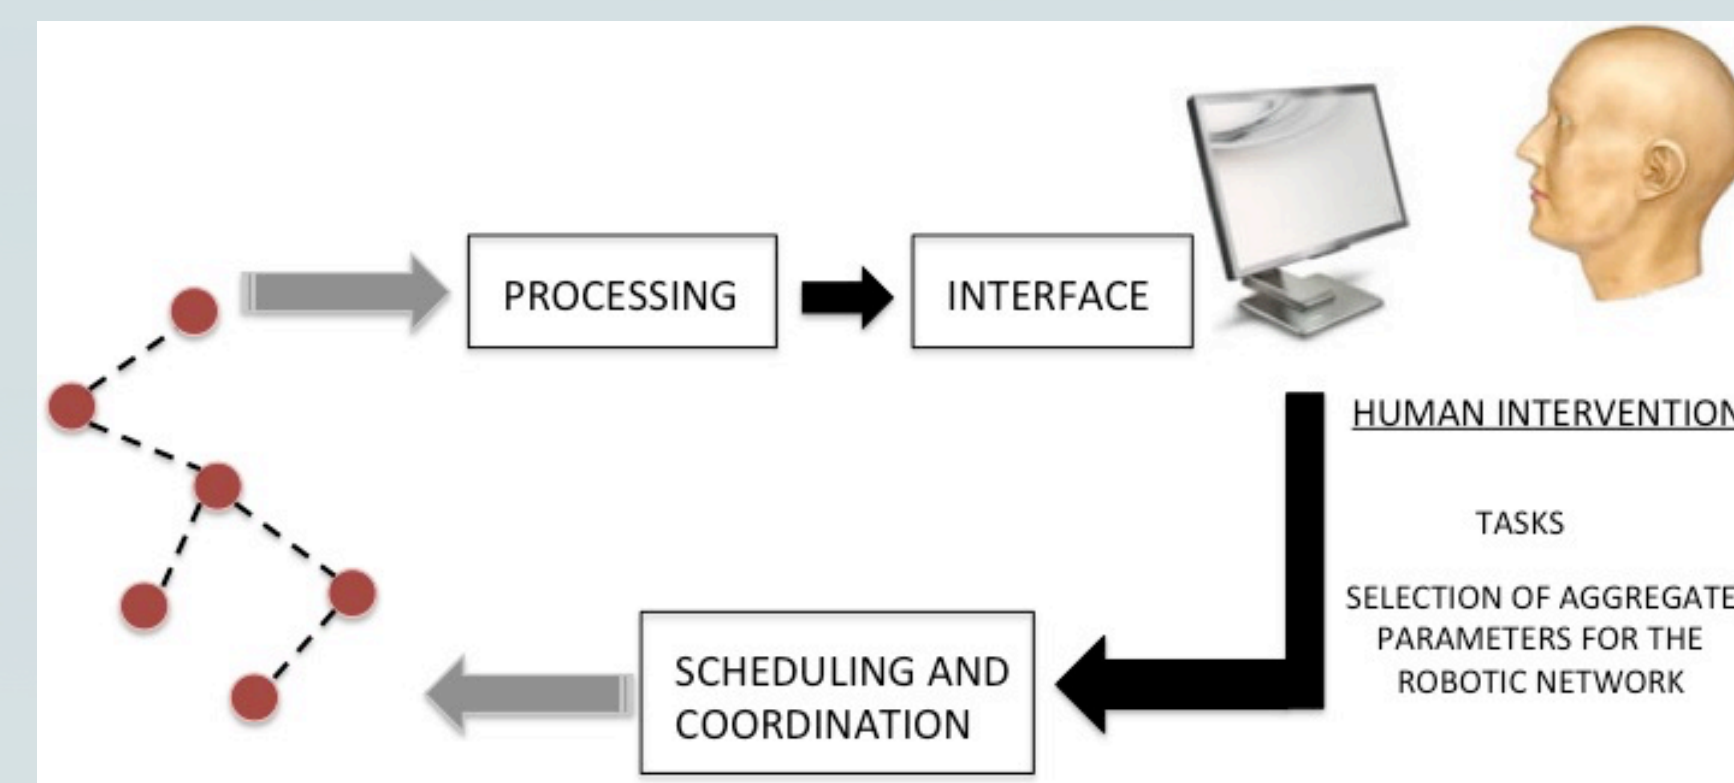 PROCESSING
INTERFACE
HUMAN INTERVENTION
TASKS
SELECTION OF AGGREGATE
PARAMETERS FOR THE
ROBOTIC NETWORK
SCHEDULING AND
COORDINATION